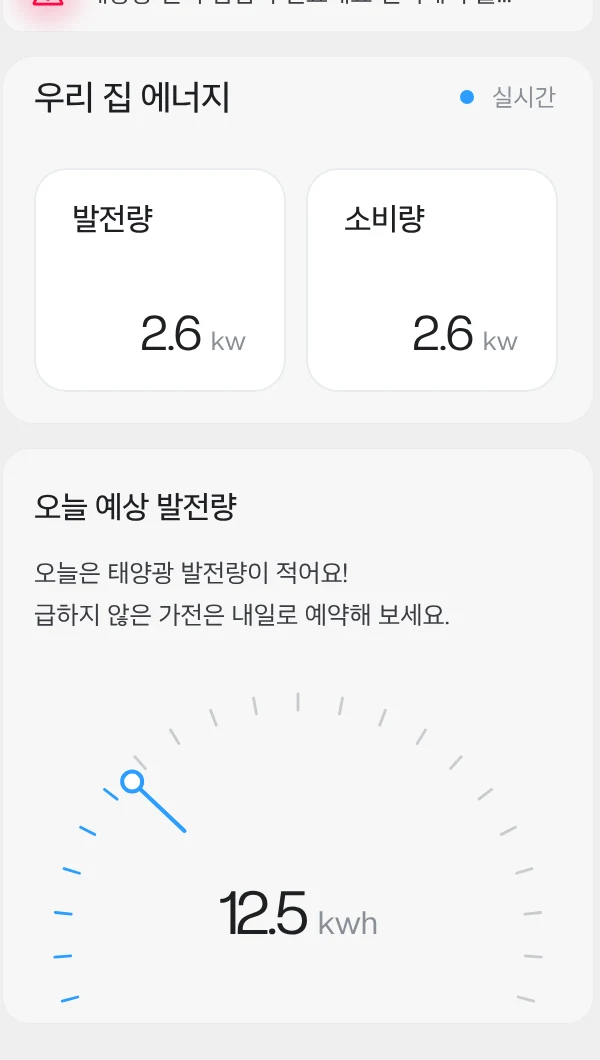 우리 집 에너지
실시간
발전량
소비량
2.6 kw
2.6 kw
오늘 예상 발전량
오늘은 태양광 발전량이 적어요!
급하지 않은 가전은 내일로 예약해 보세요.
12.5 kwh